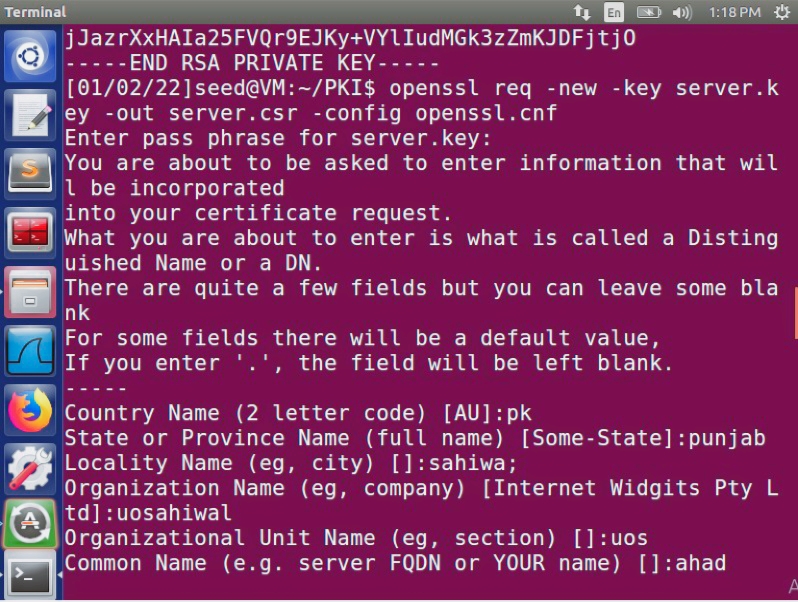 Terminal
En
1:18 PM
jJazrXxHAIa25FVQr9EJKy+VYlIudMGk3zZmKJDFjtjO
-----END RSA PRIVATE KEY-----
[01/02/22]seed@VM:~/PKI$ openssl req -new -key server.k
ey -out server.csr -config openssl.cnf
Enter pass phrase for server.key:
You are about to be asked to enter information that wil
l be incorporated
into your certificate request.
What you are about to enter is what is called a Disting
uished Name or a DN.
There are quite a few fields but you can leave some bla
nk
For some fields there will be a default value,
If you enter '.', the field will be left blank.
-----
Country Name (2 letter code) [AU]:pk
State or Province Name (full name) [Some-State]:punjab
Locality Name (eg, city) []:sahiwa;
Organization Name (eg, company) [Internet Widgits Pty L
td]:uosahiwal
Organizational Unit Name (eg, section) []:uos
Common Name (e.g. server FQDN or YOUR name) []:ahad